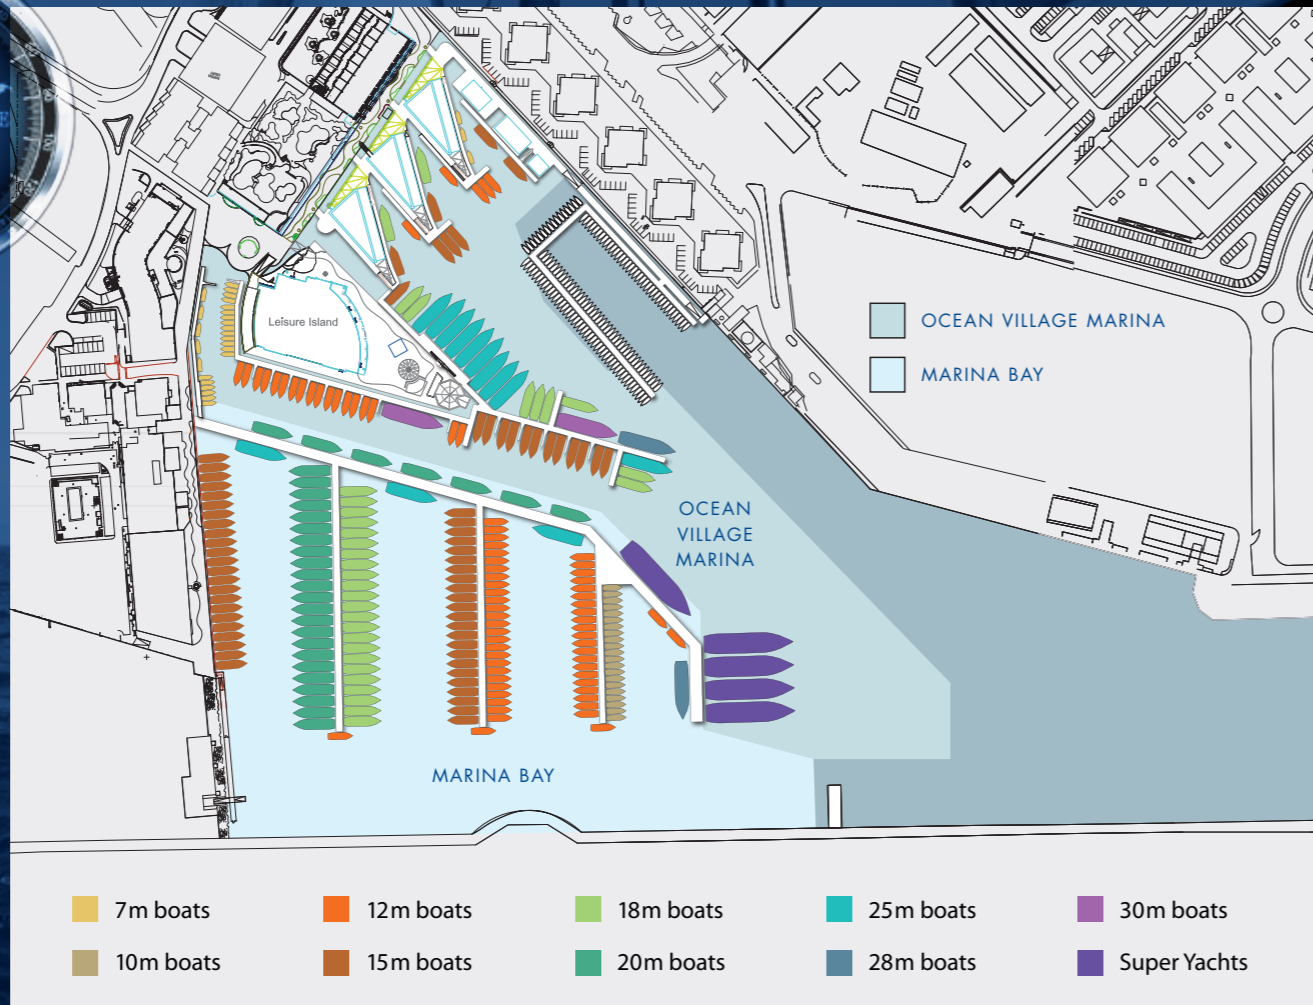 Leisure Island
OCEAN VILLAGE MARINA
MARINA BAY
OCEAN
VILLAGE
MARINA
MARINA BAY
7m boats
12m boats
18m boats
25m boats
30m boats
10m boats
15m boats
20m boats
28m boats
Super Yachts